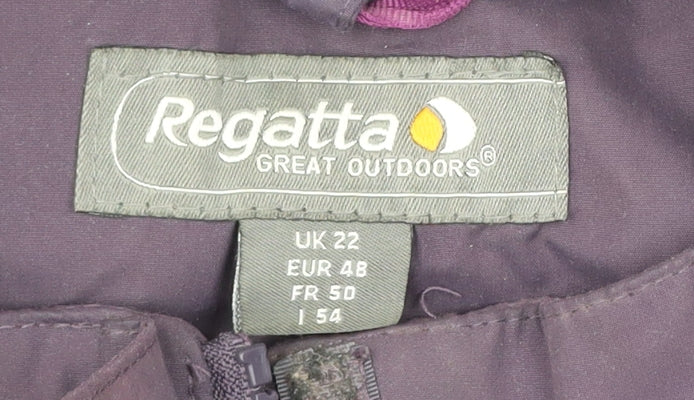 Regatta
GREAT OUTDOORS®
UK 22
EUR 48
FR 50
I 54